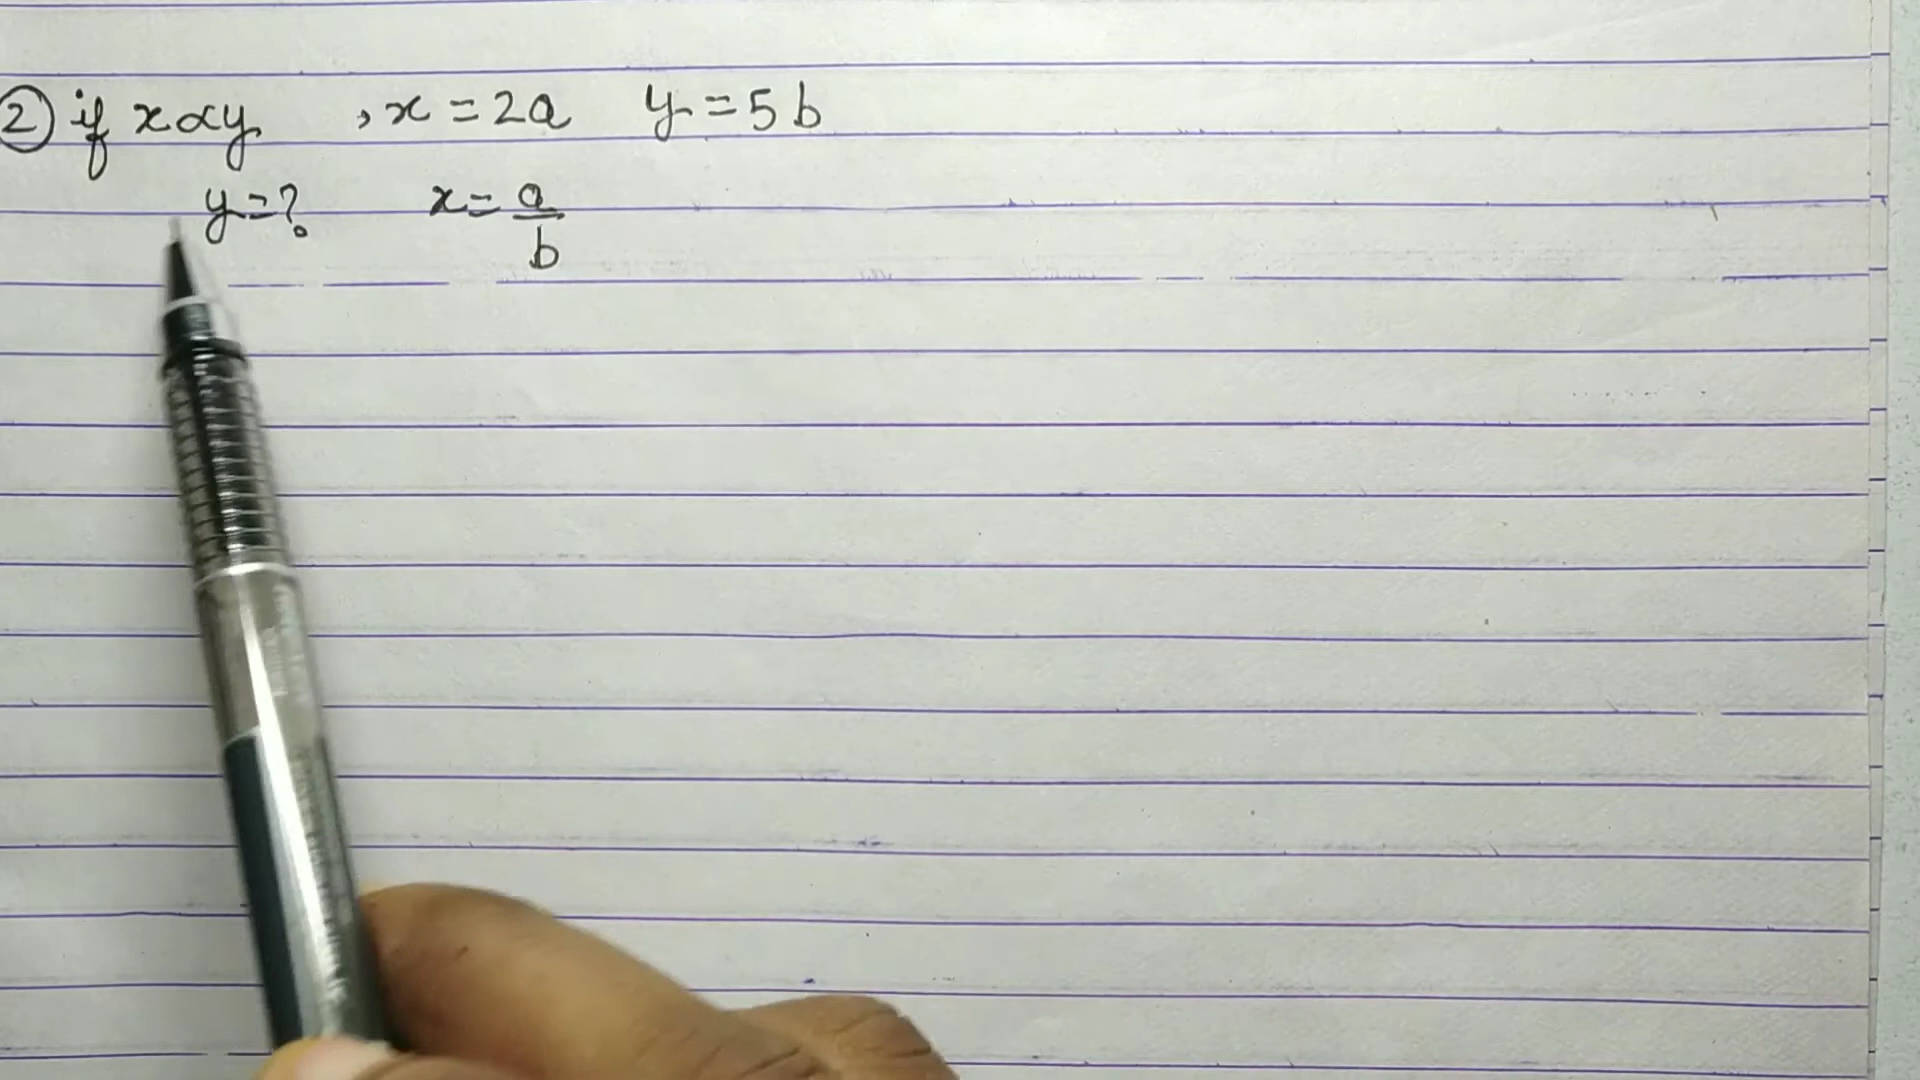 ② if x ∝ y , x = 2a y = 5b
y = ? x = a/b